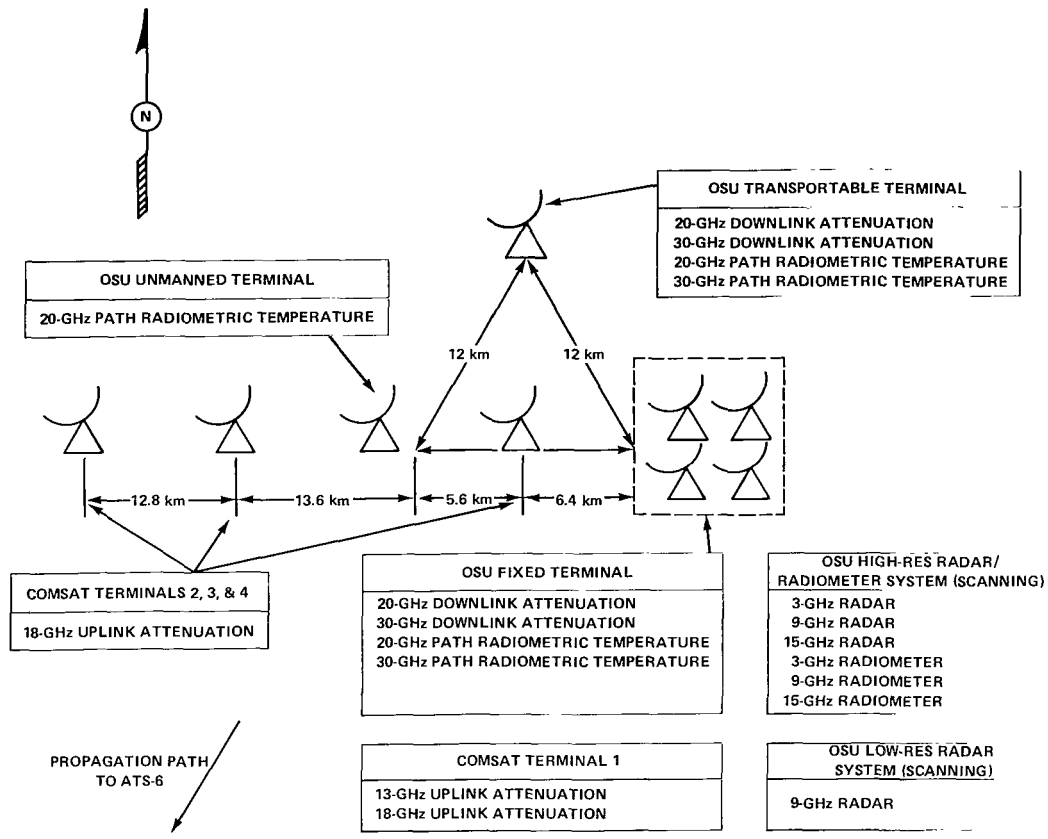 N
OSU TRANSPORTABLE TERMINAL
20-GHz DOWNLINK ATTENUATION
30-GHz DOWNLINK ATTENUATION
20-GHz PATH RADIOMETRIC TEMPERATURE
30-GHz PATH RADIOMETRIC TEMPERATURE
OSU UNMANNED TERMINAL
20-GHz PATH RADIOMETRIC TEMPERATURE
12 km
12 km
12.8 km
13.6 km
5.6 km
6.4 km
COMSAT TERMINALS 2, 3, & 4
18-GHz UPLINK ATTENUATION
OSU FIXED TERMINAL
20-GHz DOWNLINK ATTENUATION
30-GHz DOWNLINK ATTENUATION
20-GHz PATH RADIOMETRIC TEMPERATURE
30-GHz PATH RADIOMETRIC TEMPERATURE
OSU HIGH-RES RADAR/
RADIOMETER SYSTEM (SCANNING)
3-GHz RADAR
9-GHz RADAR
15-GHz RADAR
3-GHz RADIOMETER
9-GHz RADIOMETER
15-GHz RADIOMETER
PROPAGATION PATH
TO ATS-6
COMSAT TERMINAL 1
13-GHz UPLINK ATTENUATION
18-GHz UPLINK ATTENUATION
OSU LOW-RES RADAR
SYSTEM (SCANNING)
9-GHz RADAR